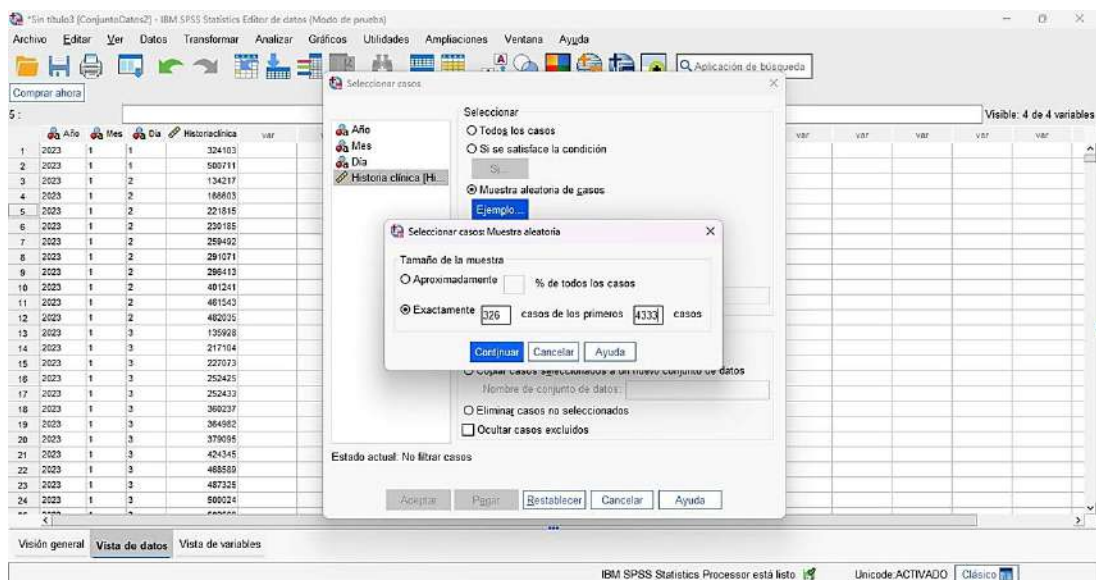 *Sin título3 [ConjuntoDatos2] - IBM SPSS Statistics Editor de datos (Modo de prueba)
Archivo Editar Ver Datos Transformar Analizar Gráficos Utilidades Ampliaciones Ventana Ayuda
Aplicación de búsqueda
Comprar ahora
5 :
Visible: 4 de 4 variables
Año Mes Día Historiaclínica var var var var var var
1 2023 1 1 324103
2 2023 1 1 500711
3 2023 1 2 134217
4 2023 1 2 166603
5 2023 1 2 221815
6 2023 1 2 230185
7 2023 1 2 259492
8 2023 1 2 291071
9 2023 1 2 296413
10 2023 1 2 401241
11 2023 1 2 461543
12 2023 1 2 482035
13 2023 1 3 135928
14 2023 1 3 217104
15 2023 1 3 227073
16 2023 1 3 252425
17 2023 1 3 252433
18 2023 1 3 360237
19 2023 1 3 364982
20 2023 1 3 379095
21 2023 1 3 424345
22 2023 1 3 468589
23 2023 1 3 487325
24 2023 1 3 500024
Seleccionar casos
Año
Mes
Día
Historia clínica [Hi...
Seleccionar
Todos los casos
Si se satisface la condición
Si...
Muestra aleatoria de casos
Ejemplo...
Seleccionar casos: Muestra aleatoria
Tamaño de la muestra
Aproximadamente % de todos los casos
Exactamente 326 casos de los primeros 4333 casos
Continuar Cancelar Ayuda
Copiar casos seleccionados a un nuevo conjunto de datos
Nombre de conjunto de datos:
Eliminar casos no seleccionados
Ocultar casos excluidos
Estado actual: No filtrar casos
Aceptar Pegar Restablecer Cancelar Ayuda
Visión general Vista de datos Vista de variables
IBM SPSS Statistics Processor está listo Unicode:ACTIVADO Clásico